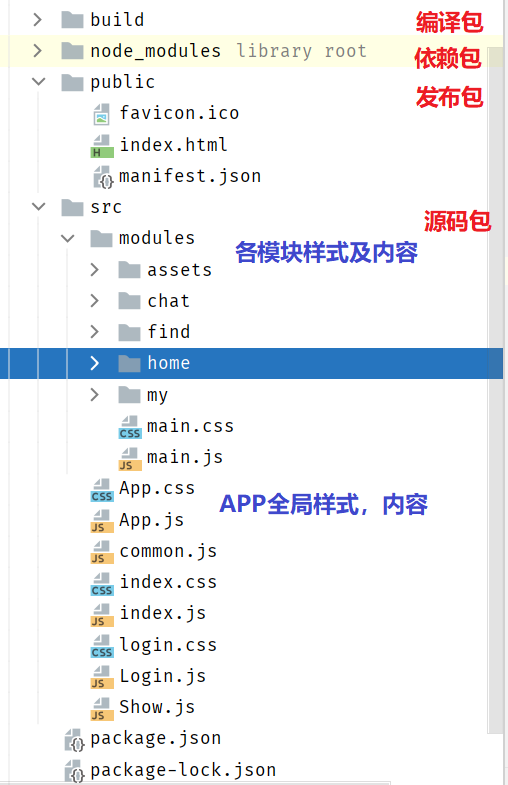 build 编译包
node_modules library root 依赖包
public 发布包
favicon.ico
index.html
manifest.json
src 源码包
modules 各模块样式及内容
assets
chat
find
home
my
main.css
main.js
App.css APP全局样式，内容
App.js
common.js
index.css
index.js
login.css
Login.js
Show.js
package.json
package-lock.json